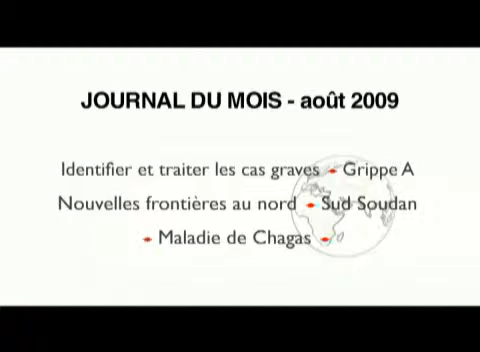 JOURNAL DU MOIS - août 2009
Identifier et traiter les cas graves - Grippe A
Nouvelles frontières au nord - Sud Soudan
- Maladie de Chagas -